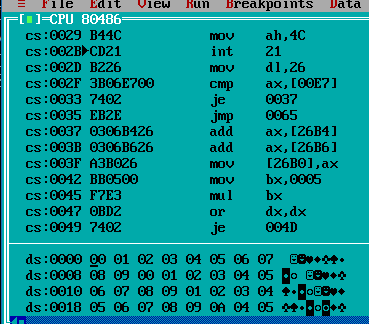 ≡ File Edit View Run Breakpoints Data
[■]=CPU 80486
cs:0029 B44C mov ah,4C
cs:002B►CD21 int 21
cs:002D B226 mov dl,26
cs:002F 3B06E700 cmp ax,[00E7]
cs:0033 7402 je 0037
cs:0035 EB2E jmp 0065
cs:0037 0306B426 add ax,[26B4]
cs:003B 0306B626 add ax,[26B6]
cs:003F A3B026 mov [26B0],ax
cs:0042 BB0500 mov bx,0005
cs:0045 F7E3 mul bx
cs:0047 0BD2 or dx,dx
cs:0049 7402 je 004D
ds:0000 00 01 02 03 04 05 06 07 ☺☻♥♦♣♠•
ds:0008 08 09 00 01 02 03 04 05
ds:0010 06 07 08 09 01 02 03 04
ds:0018 05 06 07 08 09 0A 04 05